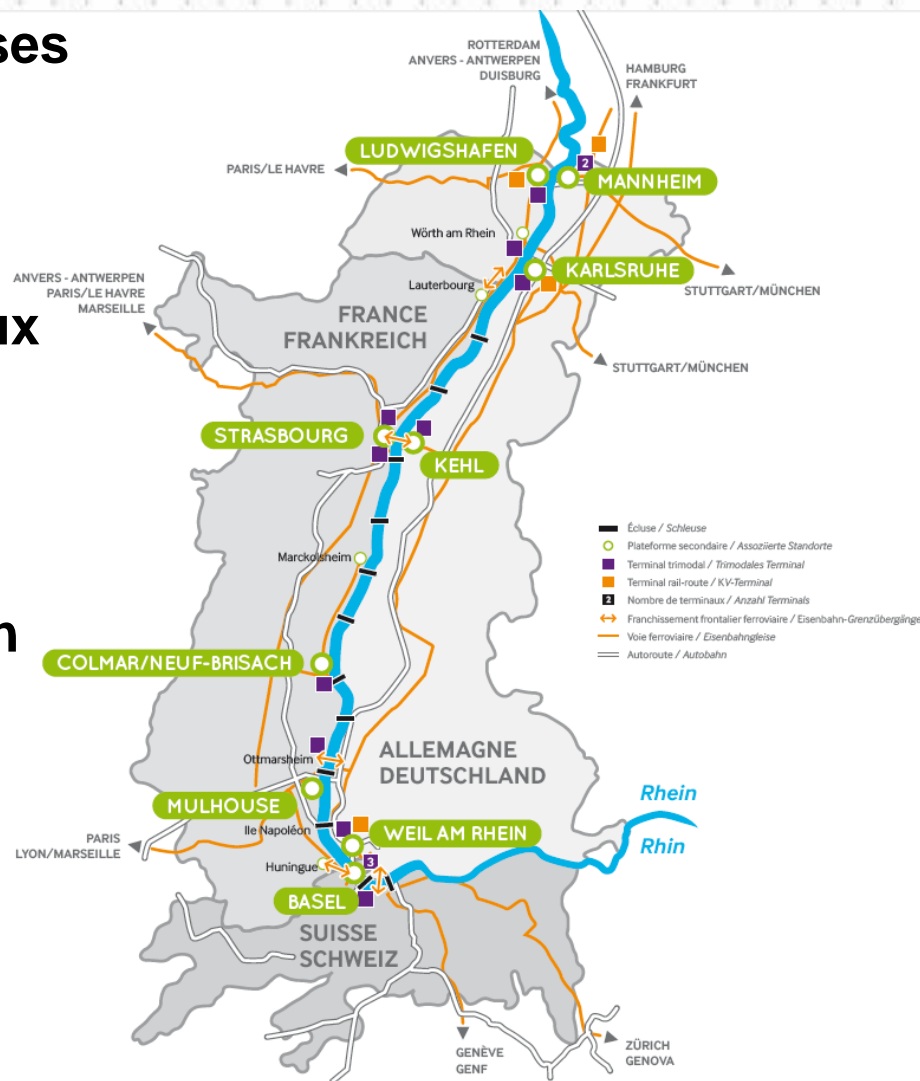 ses
ROTTERDAM
ANVERS - ANTWERPEN
DUISBURG
HAMBURG
FRANKFURT
LUDWIGSHAFEN
2
PARIS/LE HAVRE
MANNHEIM
Wörth am Rhein
KARLSRUHE
ANVERS - ANTWERPEN
PARIS/LE HAVRE
MARSEILLE
Lauterbourg
STUTTGART/MÜNCHEN
ux
FRANCE
FRANKREICH
STUTTGART/MÜNCHEN
STRASBOURG
KEHL
Écluse / Schleuse
Plateforme secondaire / Assoziierte Standorte
Terminal trimodal / Trimodales Terminal
Terminal rail-route / KV-Terminal
2 Nombre de terminaux / Anzahl Terminals
Franchissement frontalier ferroviaire / Eisenbahn-Grenzübergänge
Voie ferroviaire / Eisenbahngleise
Autoroute / Autobahn
Marckolsheim
n
COLMAR/NEUF-BRISACH
Ottmarsheim
ALLEMAGNE
DEUTSCHLAND
Rhein
Rhin
MULHOUSE
Ile Napoléon
WEIL AM RHEIN
PARIS
LYON/MARSEILLE
3
Huningue
BASEL
SUISSE
SCHWEIZ
GENÈVE
GENF
ZÜRICH
GENOVA